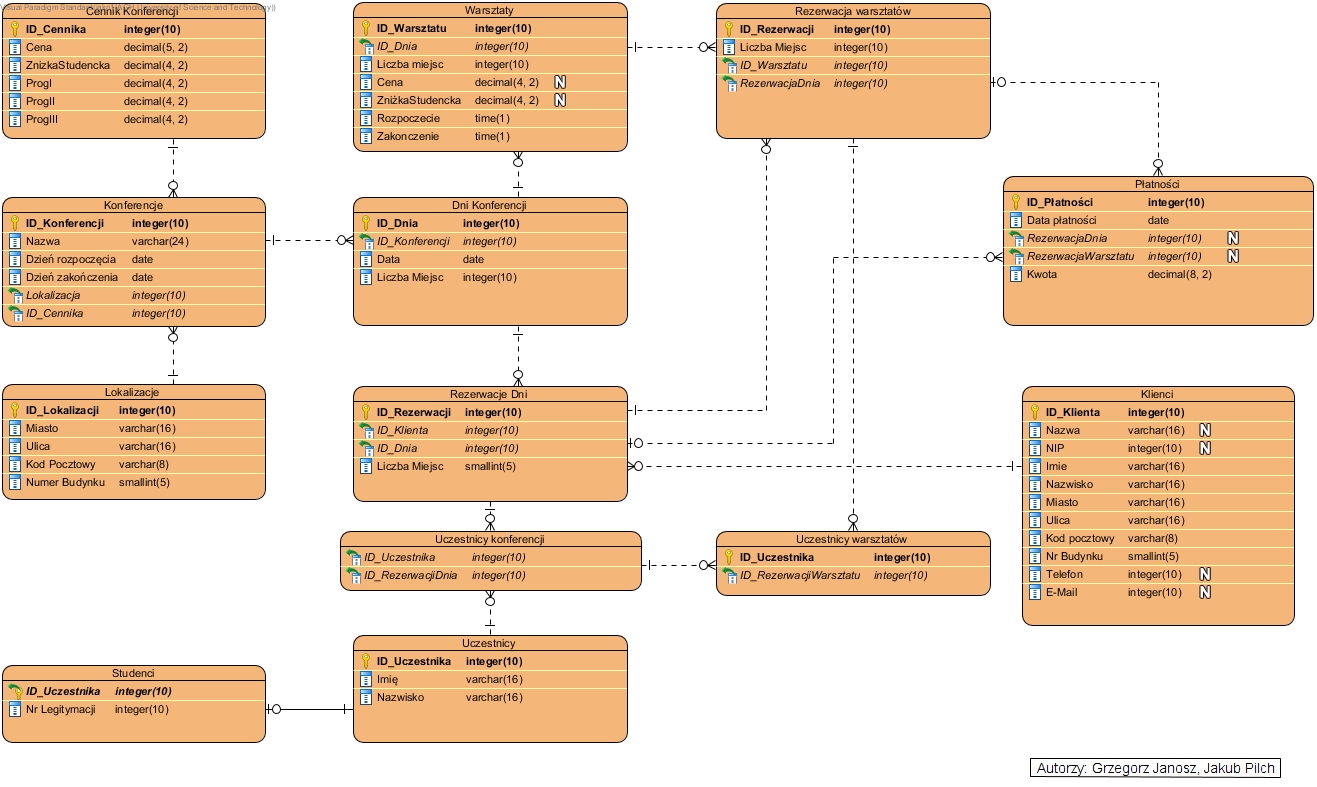 Cennik Konferencji
ID_Cennika integer(10)
Cena decimal(5, 2)
ZnizkaStudencka decimal(4, 2)
ProgI decimal(4, 2)
ProgII decimal(4, 2)
ProgIII decimal(4, 2)
Warsztaty
ID_Warsztatu integer(10)
ID_Dnia integer(10)
Liczba miejsc integer(10)
Cena decimal(4, 2) N
ZniżkaStudencka decimal(4, 2) N
Rozpoczecie time(1)
Zakonczenie time(1)
Rezerwacja warsztatów
ID_Rezerwacji integer(10)
Liczba Miejsc integer(10)
ID_Warsztatu integer(10)
RezerwacjaDnia integer(10)
Płatności
ID_Płatności integer(10)
Data płatności date
RezerwacjaDnia integer(10) N
RezerwacjaWarsztatu integer(10) N
Kwota decimal(8, 2)
Konferencje
ID_Konferencji integer(10)
Nazwa varchar(24)
Dzień rozpoczęcia date
Dzień zakończenia date
Lokalizacja integer(10)
ID_Cennika integer(10)
Dni Konferencji
ID_Dnia integer(10)
ID_Konferencji integer(10)
Data date
Liczba Miejsc integer(10)
Lokalizacje
ID_Lokalizacji integer(10)
Miasto varchar(16)
Ulica varchar(16)
Kod Pocztowy varchar(8)
Numer Budynku smallint(5)
Rezerwacje Dni
ID_Rezerwacji integer(10)
ID_Klienta integer(10)
ID_Dnia integer(10)
Liczba Miejsc smallint(5)
Klienci
ID_Klienta integer(10)
Nazwa varchar(16) N
NIP integer(10) N
Imie varchar(16)
Nazwisko varchar(16)
Miasto varchar(16)
Ulica varchar(16)
Kod pocztowy varchar(8)
Nr Budynku smallint(5)
Telefon integer(10) N
E-Mail integer(10) N
Uczestnicy konferencji
ID_Uczestnika integer(10)
ID_RezerwacjiDnia integer(10)
Uczestnicy warsztatów
ID_Uczestnika integer(10)
ID_RezerwacjiWarsztatu integer(10)
Uczestnicy
ID_Uczestnika integer(10)
Imię varchar(16)
Nazwisko varchar(16)
Studenci
ID_Uczestnika integer(10)
Nr Legitymacji integer(10)
Autorzy: Grzegorz Janosz, Jakub Pilch